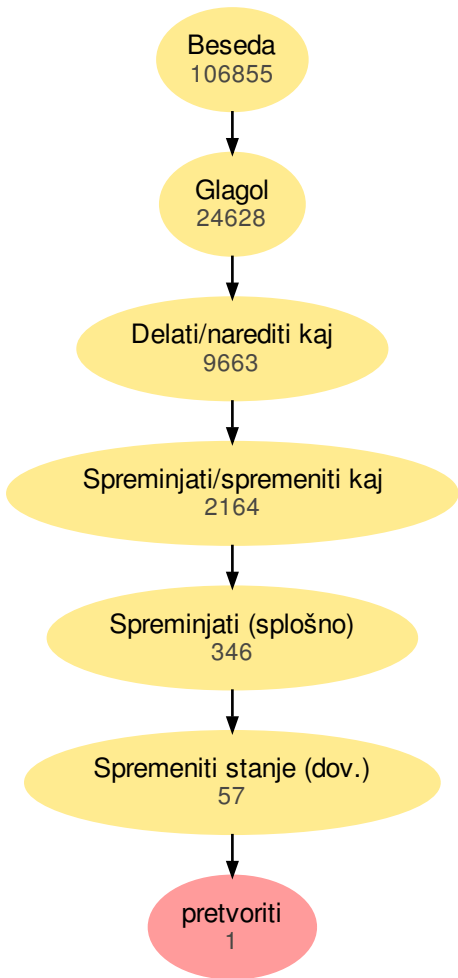 Beseda
106855
Glagol
24628
Delati/narediti kaj
9663
Spreminjati/spremeniti kaj
2164
Spreminjati (splošno)
346
Spremeniti stanje (dov.)
57
pretvoriti
1